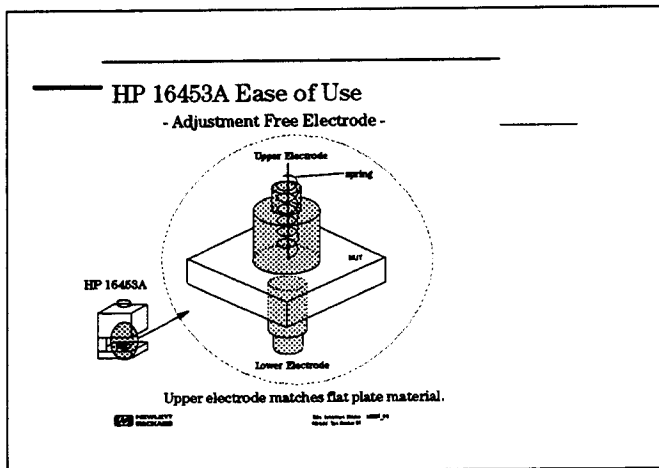 HP 16453A Ease of Use
- Adjustment Free Electrode -
Upper Electrode
spring
MUT
HP 16453A
Lower Electrode
Upper electrode matches flat plate material.
HEWLETT
PACKARD